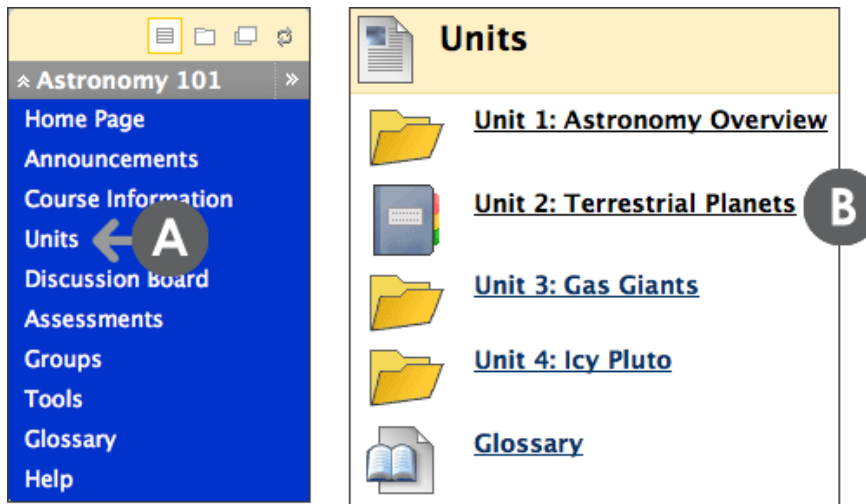 Astronomy 101
Home Page
Announcements
Course Information
Units
A
Discussion Board
Assessments
Groups
Tools
Glossary
Help
Units
Unit 1: Astronomy Overview
Unit 2: Terrestrial Planets
B
Unit 3: Gas Giants
Unit 4: Icy Pluto
Glossary